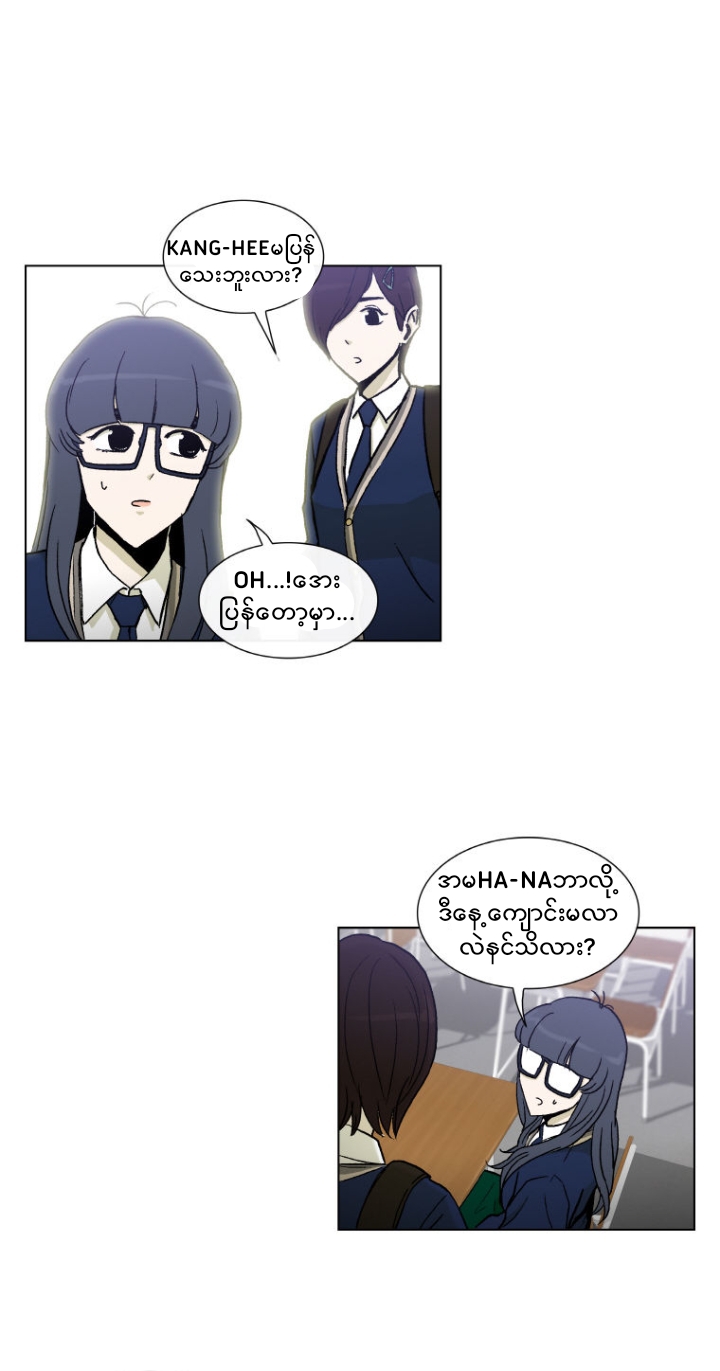 KANG-HEEမပြန်
သေးဘူးလား?
OH...!အေး
ပြန်တော့မှာ...
အာမHA-NAဘာလို့
ဒီနေ့ကျောင်းမလာ
လဲနင်သိလား?